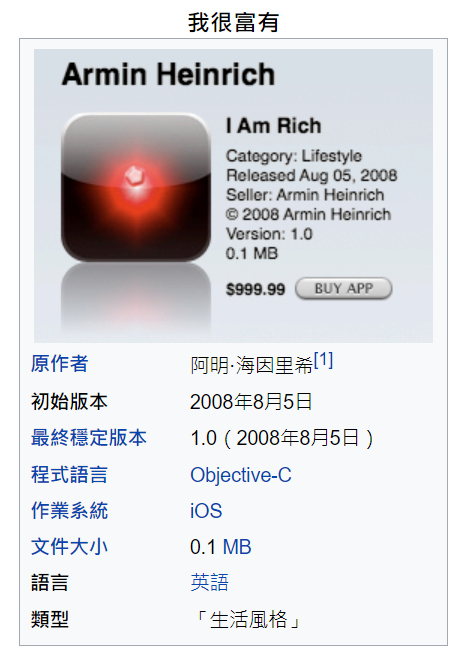 我很富有
Armin Heinrich
I Am Rich
Category: Lifestyle
Released Aug 05, 2008
Seller: Armin Heinrich
© 2008 Armin Heinrich
Version: 1.0
0.1 MB
$999.99 BUY APP
原作者 阿明·海因里希[1]
初始版本 2008年8月5日
最終穩定版本 1.0（2008年8月5日）
程式語言 Objective-C
作業系統 iOS
文件大小 0.1 MB
語言 英語
類型 「生活風格」